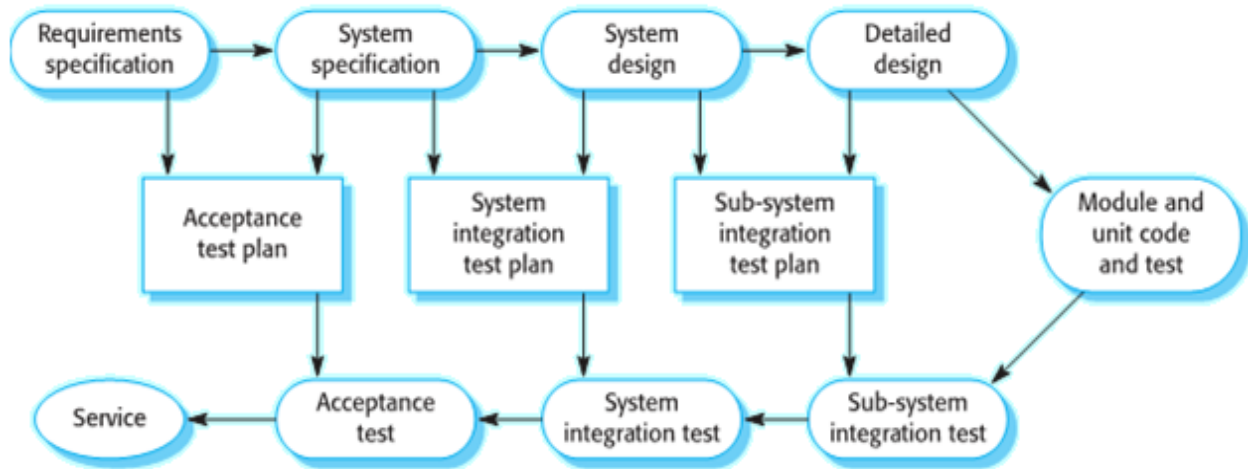 Requirements
specification
System
specification
System
design
Detailed
design
Acceptance
test plan
System
integration
test plan
Sub-system
integration
test plan
Module and
unit code
and test
Service
Acceptance
test
System
integration test
Sub-system
integration test